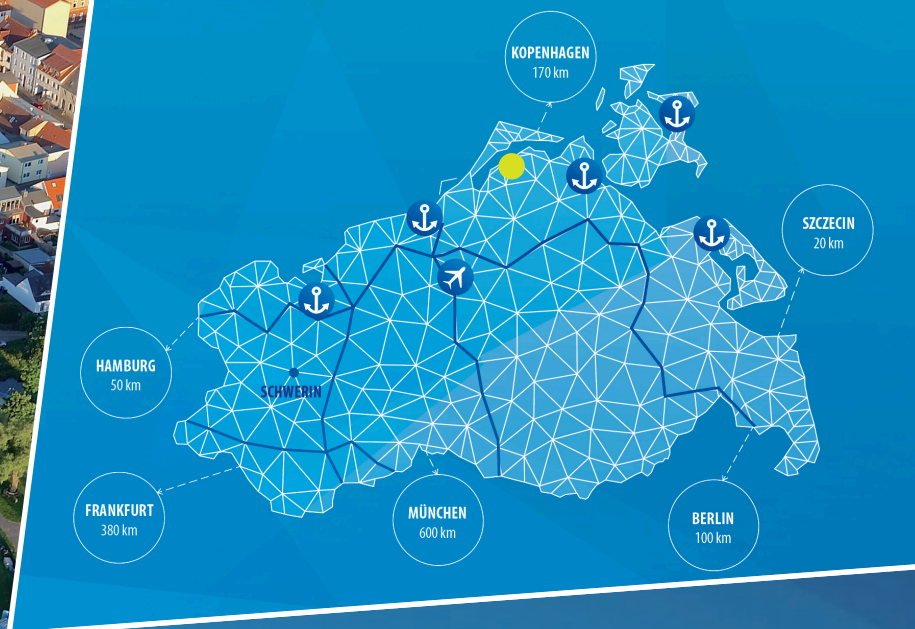 KOPENHAGEN
170 km
SZCZECIN
20 km
HAMBURG
50 km
SCHWERIN
FRANKFURT
380 km
MÜNCHEN
600 km
BERLIN
100 km